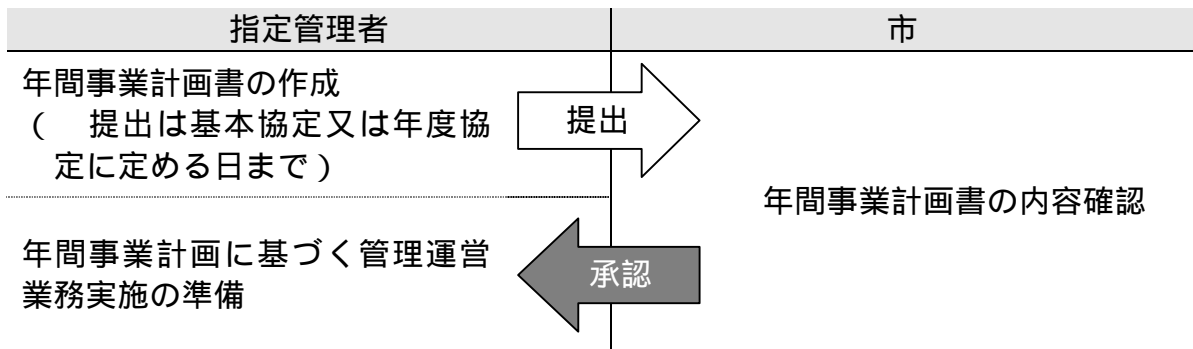 指定管理者
市
年間事業計画書の作成
(　提出は基本協定又は年度協
定に定める日まで)
提出
年間事業計画書の内容確認
年間事業計画に基づく管理運営
業務実施の準備
承認